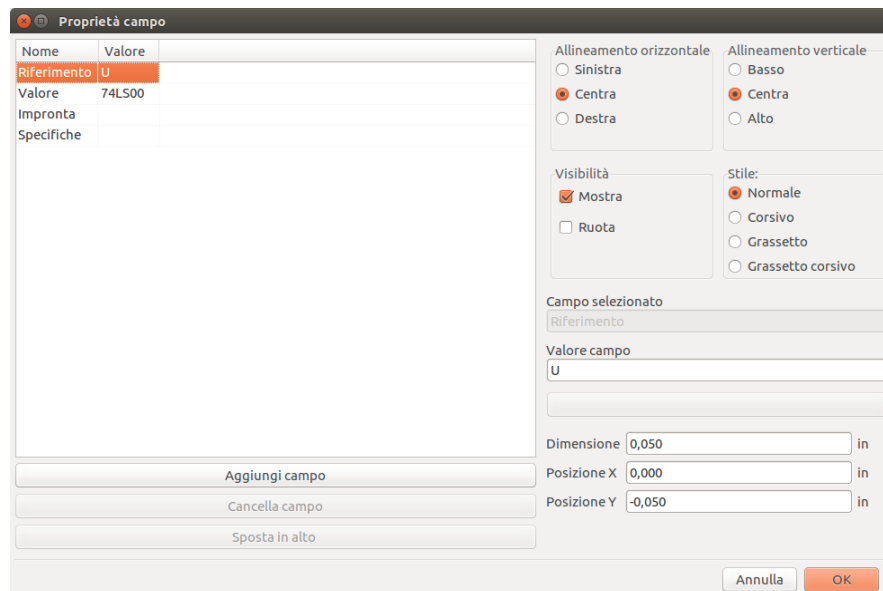 Proprietà campo
Nome Valore
Riferimento U
Valore 74LS00
Impronta
Specifiche
Aggiungi campo
Cancella campo
Sposta in alto
Allineamento orizzontale
Sinistra
Centra
Destra
Allineamento verticale
Basso
Centra
Alto
Visibilità
Mostra
Ruota
Stile:
Normale
Corsivo
Grassetto
Grassetto corsivo
Campo selezionato
Riferimento
Valore campo
U
Dimensione 0,050 in
Posizione X 0,000 in
Posizione Y -0,050 in
Annulla OK